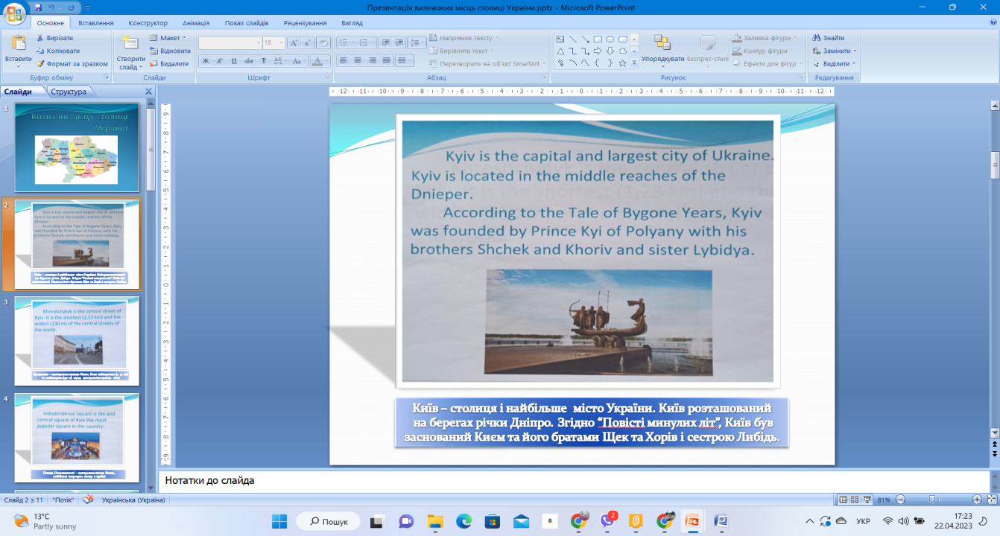 Презентація визначних місць столиці України.pptx - Microsoft PowerPoint
Основне Вставлення Конструктор Анімація Показ слайдів Рецензування Вигляд
Вставити
Вирізати
Копіювати
Формат за зразком
Буфер обміну
Створити слайд
Макет
Відновити
Видалити
Слайди
18
Ж К П abe
Шрифт
Напрямок тексту
Вирівняти текст
Перетворити на об'єкт SmartArt
Абзац
Упорядкувати
Експрес-стилі
Заливка фігури
Контур фігури
Ефекти для фігур
Рисунок
Знайти
Замінити
Виділити
Редагування
Слайди Структура
1
Визначні місця столиці
України
2
Kyiv is the capital and largest city of Ukraine.
Kyiv is located in the middle reaches of the
Dnieper.
According to the Tale of Bygone Years, Kyiv
was founded by Prince Kyi of Polyany with his
brothers Shchek and Khoriv and sister Lybidya.
3
Khreshchatyk is the central street of
Kyiv. It is the shortest (1,23 km) and the
widest (130 m) of the central streets of
the world.
4
Independence Square is the and
central square of Kyiv the most
popular square in the country.
Kyiv is the capital and largest city of Ukraine.
Kyiv is located in the middle reaches of the
Dnieper.
According to the Tale of Bygone Years, Kyiv
was founded by Prince Kyi of Polyany with his
brothers Shchek and Khoriv and sister Lybidya.
Київ – столиця і найбільше місто України. Київ розташований
на берегах річки Дніпро. Згідно “Повісті минулих літ”, Київ був
заснований Києм та його братами Щек та Хорів і сестрою Либідь.
Нотатки до слайда
Слайд 2 з 11 "Потік" Українська (Україна) 81%
13°C
Partly sunny
Пошук
2
УКР
17:23
22.04.2023